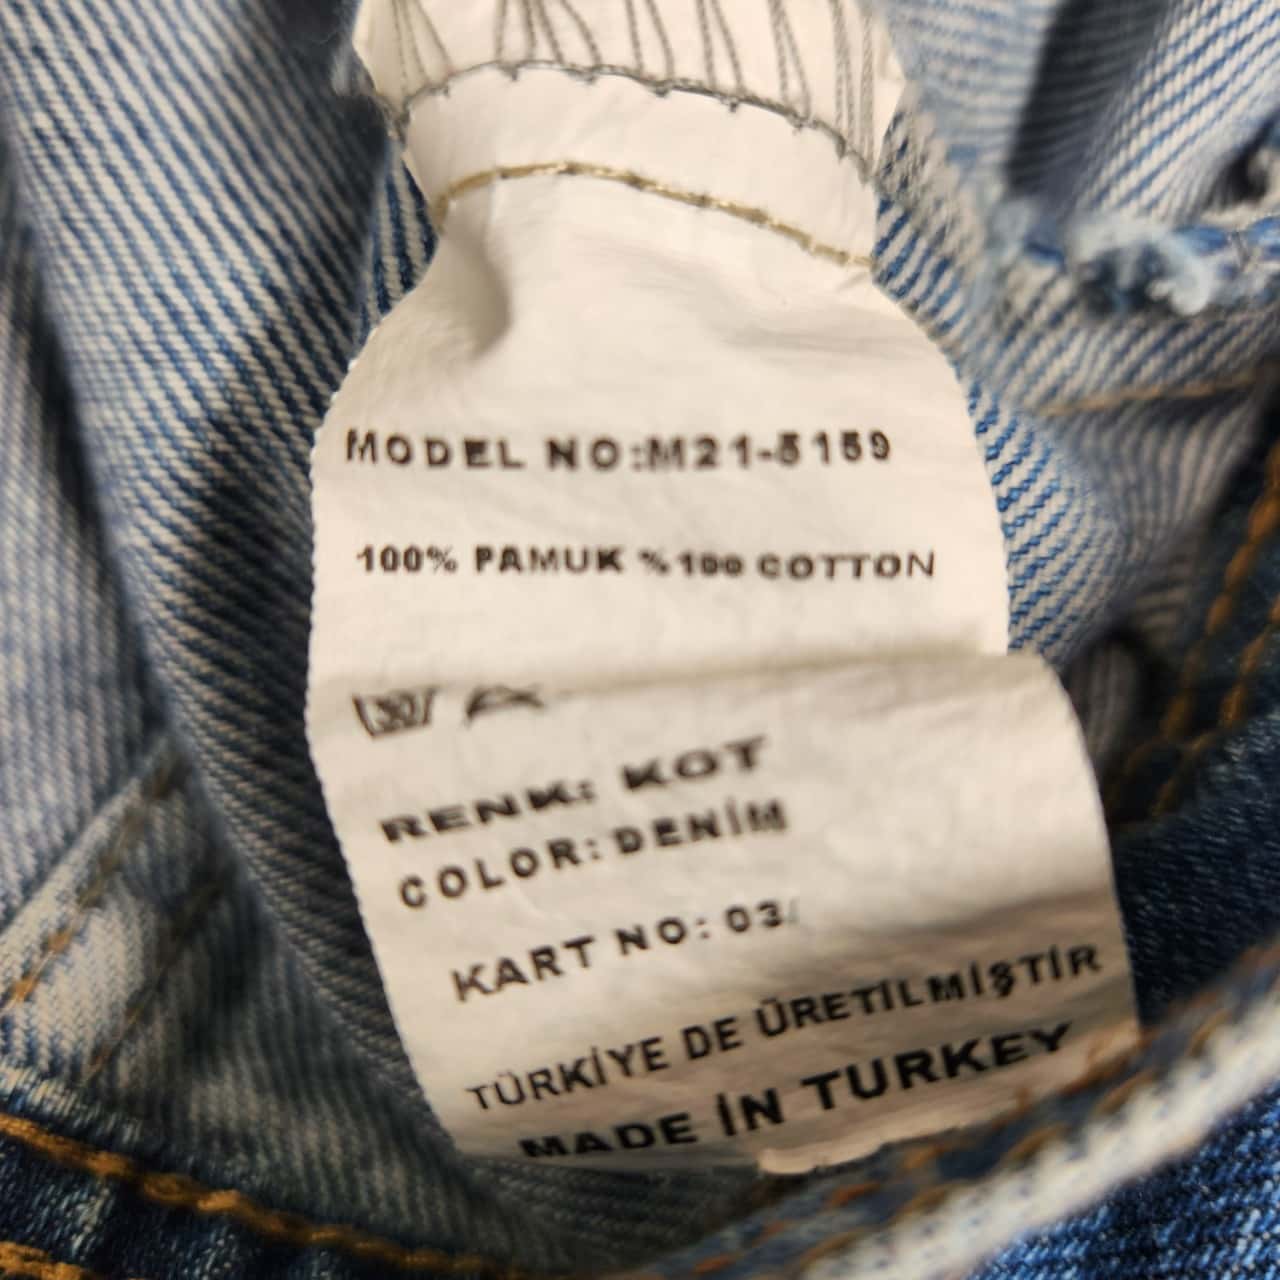 MODEL NO:M21-5159
100% PAMUK %100 COTTON
30
RENK: KOT
COLOR: DENİM
KART NO: 03/
TÜRKİYE DE ÜRETİLMİŞTİR
MADE İN TURKEY